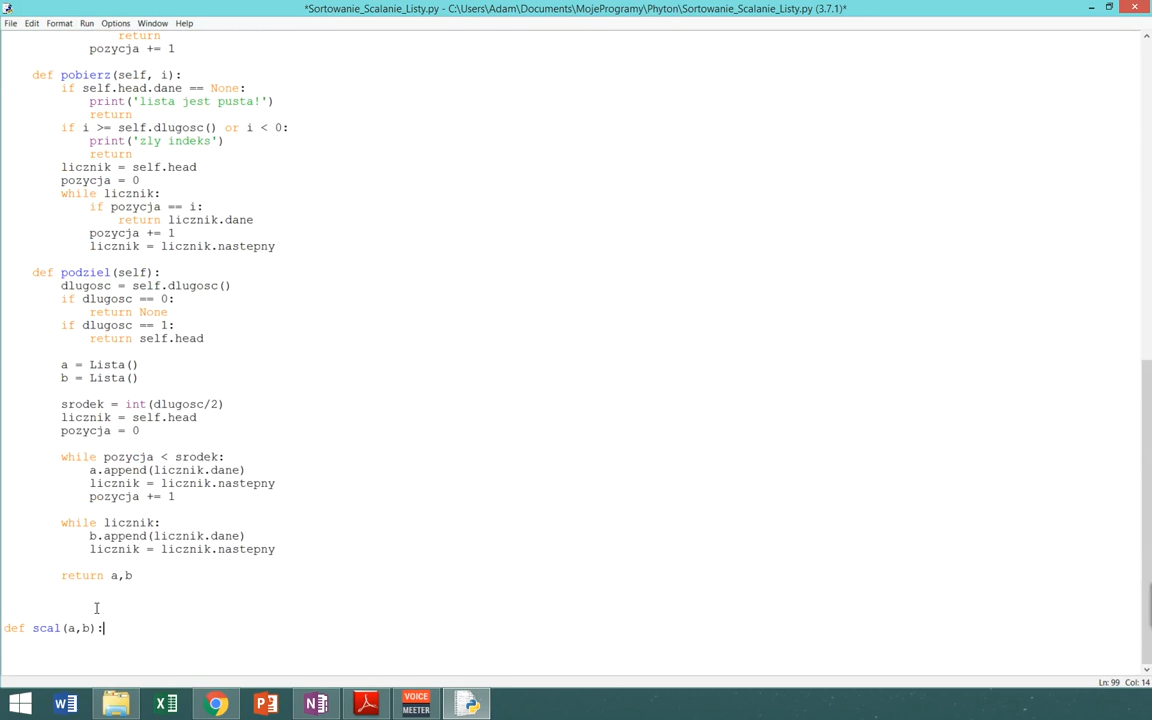 *Sortowanie_Scalanie_Listy.py - C:\Users\Adam\Documents\MojeProgramy\Phyton\Sortowanie_Scalanie_Listy.py (3.7.1)*
File Edit Format Run Options Window Help
return
pozycja += 1
def pobierz(self, i):
if self.head.dane == None:
print('lista jest pusta!')
return
if i >= self.dlugosc() or i < 0:
print('zly indeks')
return
licznik = self.head
pozycja = 0
while licznik:
if pozycja == i:
return licznik.dane
pozycja += 1
licznik = licznik.nastepny
def podziel(self):
dlugosc = self.dlugosc()
if dlugosc == 0:
return None
if dlugosc == 1:
return self.head
a = Lista()
b = Lista()
srodek = int(dlugosc/2)
licznik = self.head
pozycja = 0
while pozycja < srodek:
a.append(licznik.dane)
licznik = licznik.nastepny
pozycja += 1
while licznik:
b.append(licznik.dane)
licznik = licznik.nastepny
return a,b
def scal(a,b):
Ln: 99 Col: 14
VOICE
MEETER